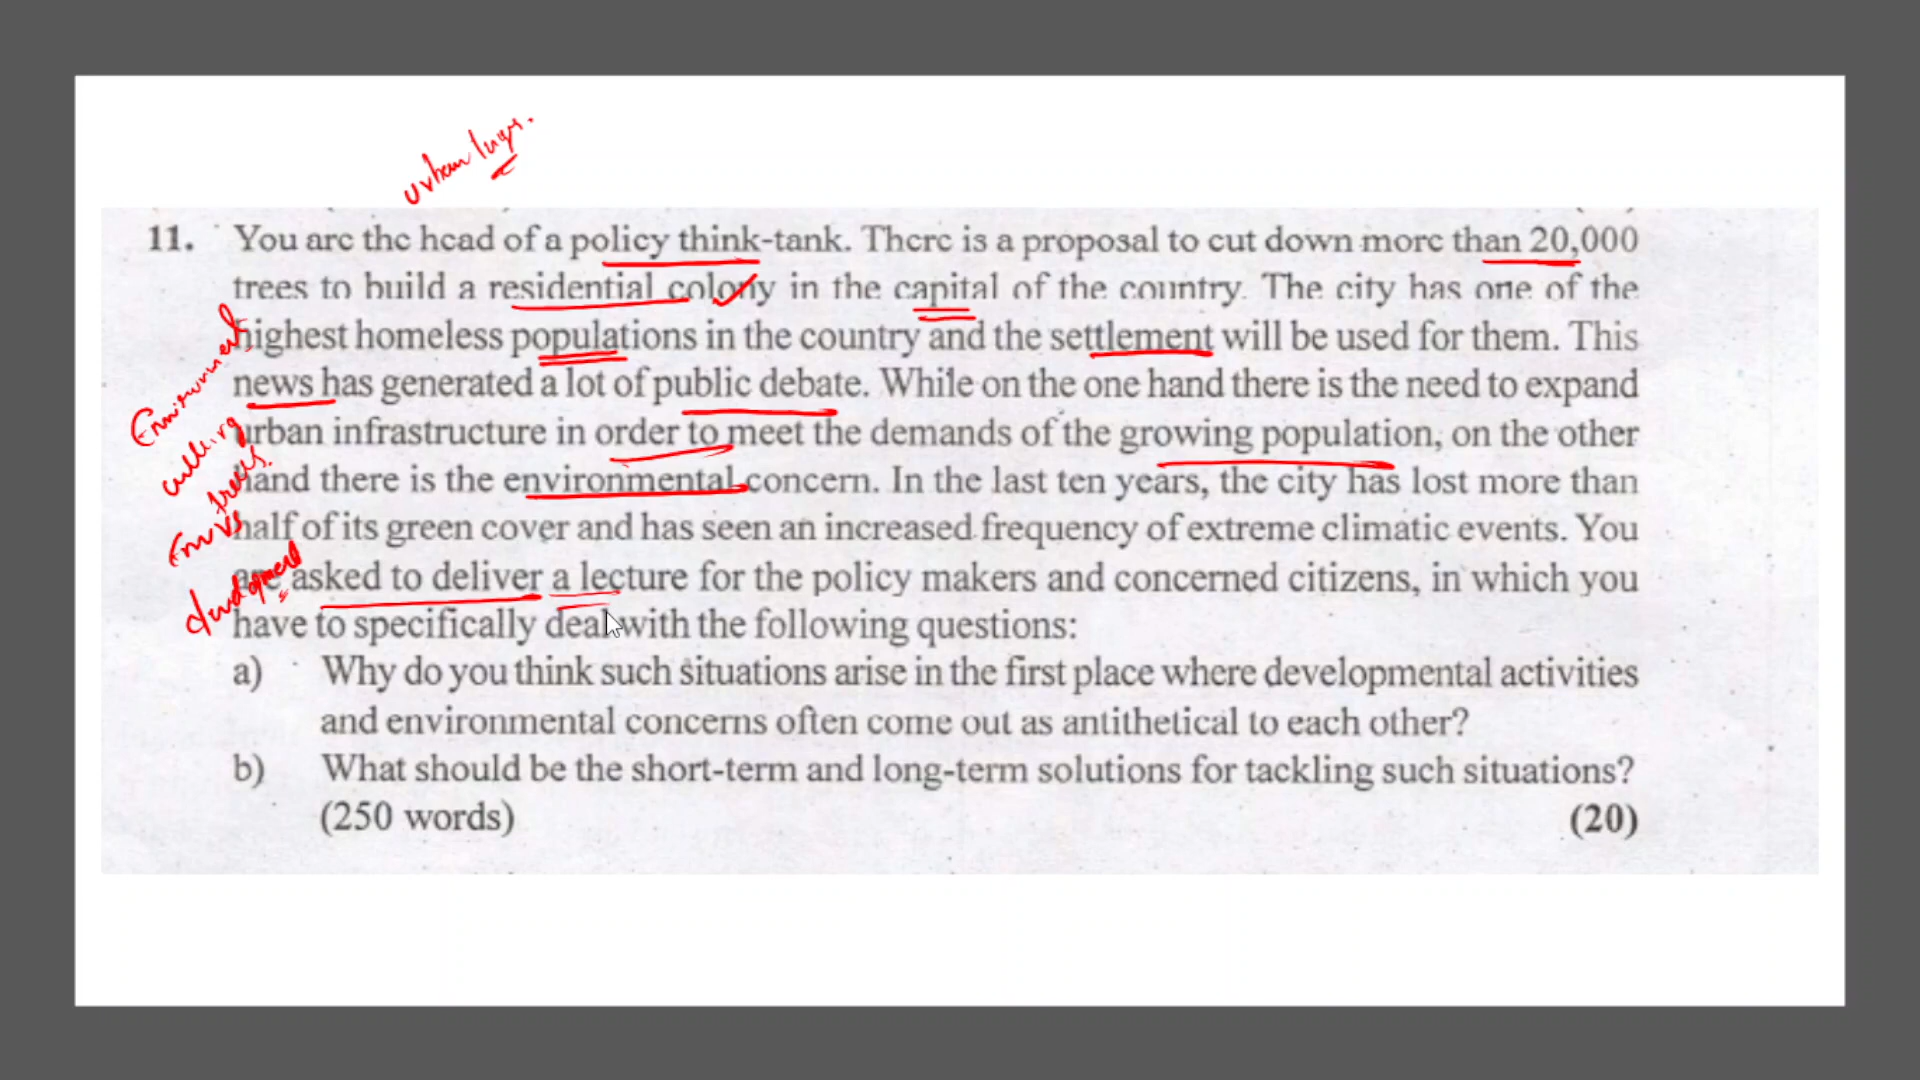 urban
11. You are the head of a policy think-tank. There is a proposal to cut down more than 20,000
trees to build a residential colony in the capital of the country. The city has one of the
highest homeless populations in the country and the settlement will be used for them. This
news has generated a lot of public debate. While on the one hand there is the need to expand
urban infrastructure in order to meet the demands of the growing population, on the other
hand there is the environmental concern. In the last ten years, the city has lost more than
half of its green cover and has seen an increased frequency of extreme climatic events. You
are asked to deliver a lecture for the policy makers and concerned citizens, in which you
have to specifically deal with the following questions:
a) Why do you think such situations arise in the first place where developmental activities
and environmental concerns often come out as antithetical to each other?
b) What should be the short-term and long-term solutions for tackling such situations?
(250 words) (20)
Environment
trees
Env vs